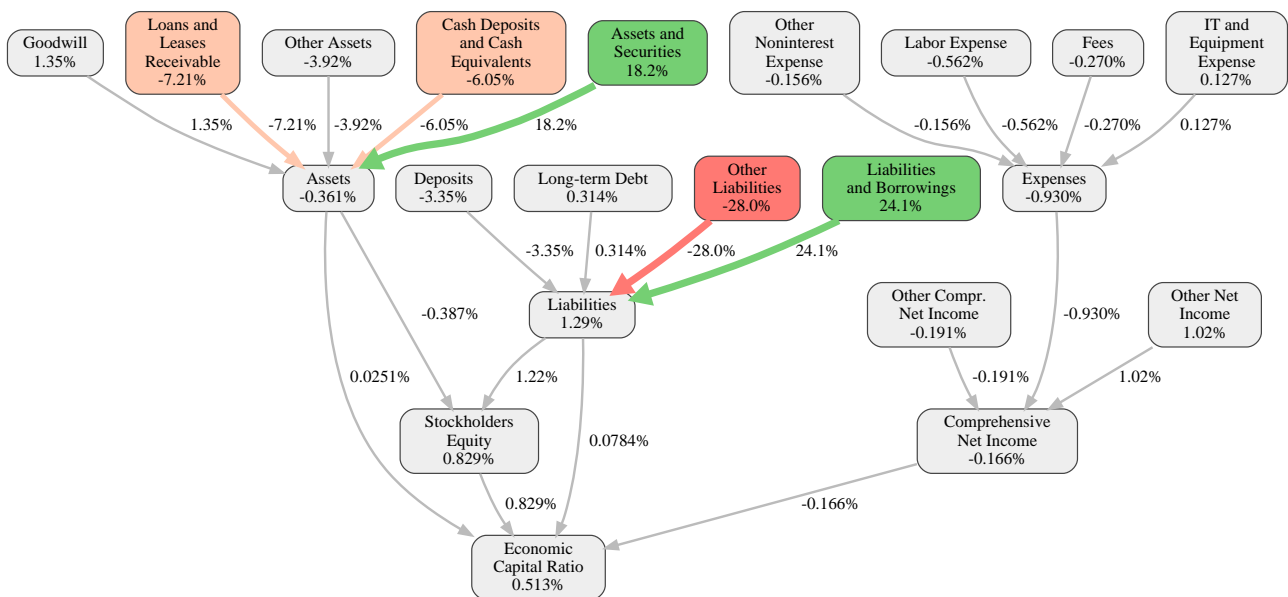 Goodwill
1.35%
Loans and
Leases
Receivable
-7.21%
Other Assets
-3.92%
Cash Deposits
and Cash
Equivalents
-6.05%
Assets and
Securities
18.2%
Other
Noninterest
Expense
-0.156%
Labor Expense
-0.562%
Fees
-0.270%
IT and
Equipment
Expense
0.127%
1.35%
-7.21%
-3.92%
-6.05%
18.2%
-0.156%
-0.562%
-0.270%
0.127%
Assets
-0.361%
Deposits
-3.35%
Long-term Debt
0.314%
Other
Liabilities
-28.0%
Liabilities
and Borrowings
24.1%
Expenses
-0.930%
-3.35%
0.314%
-28.0%
24.1%
Liabilities
1.29%
Other Compr.
Net Income
-0.191%
Other Net
Income
1.02%
-0.387%
-0.930%
0.0251%
1.22%
-0.191%
1.02%
Stockholders
Equity
0.829%
0.0784%
Comprehensive
Net Income
-0.166%
0.829%
-0.166%
Economic
Capital Ratio
0.513%